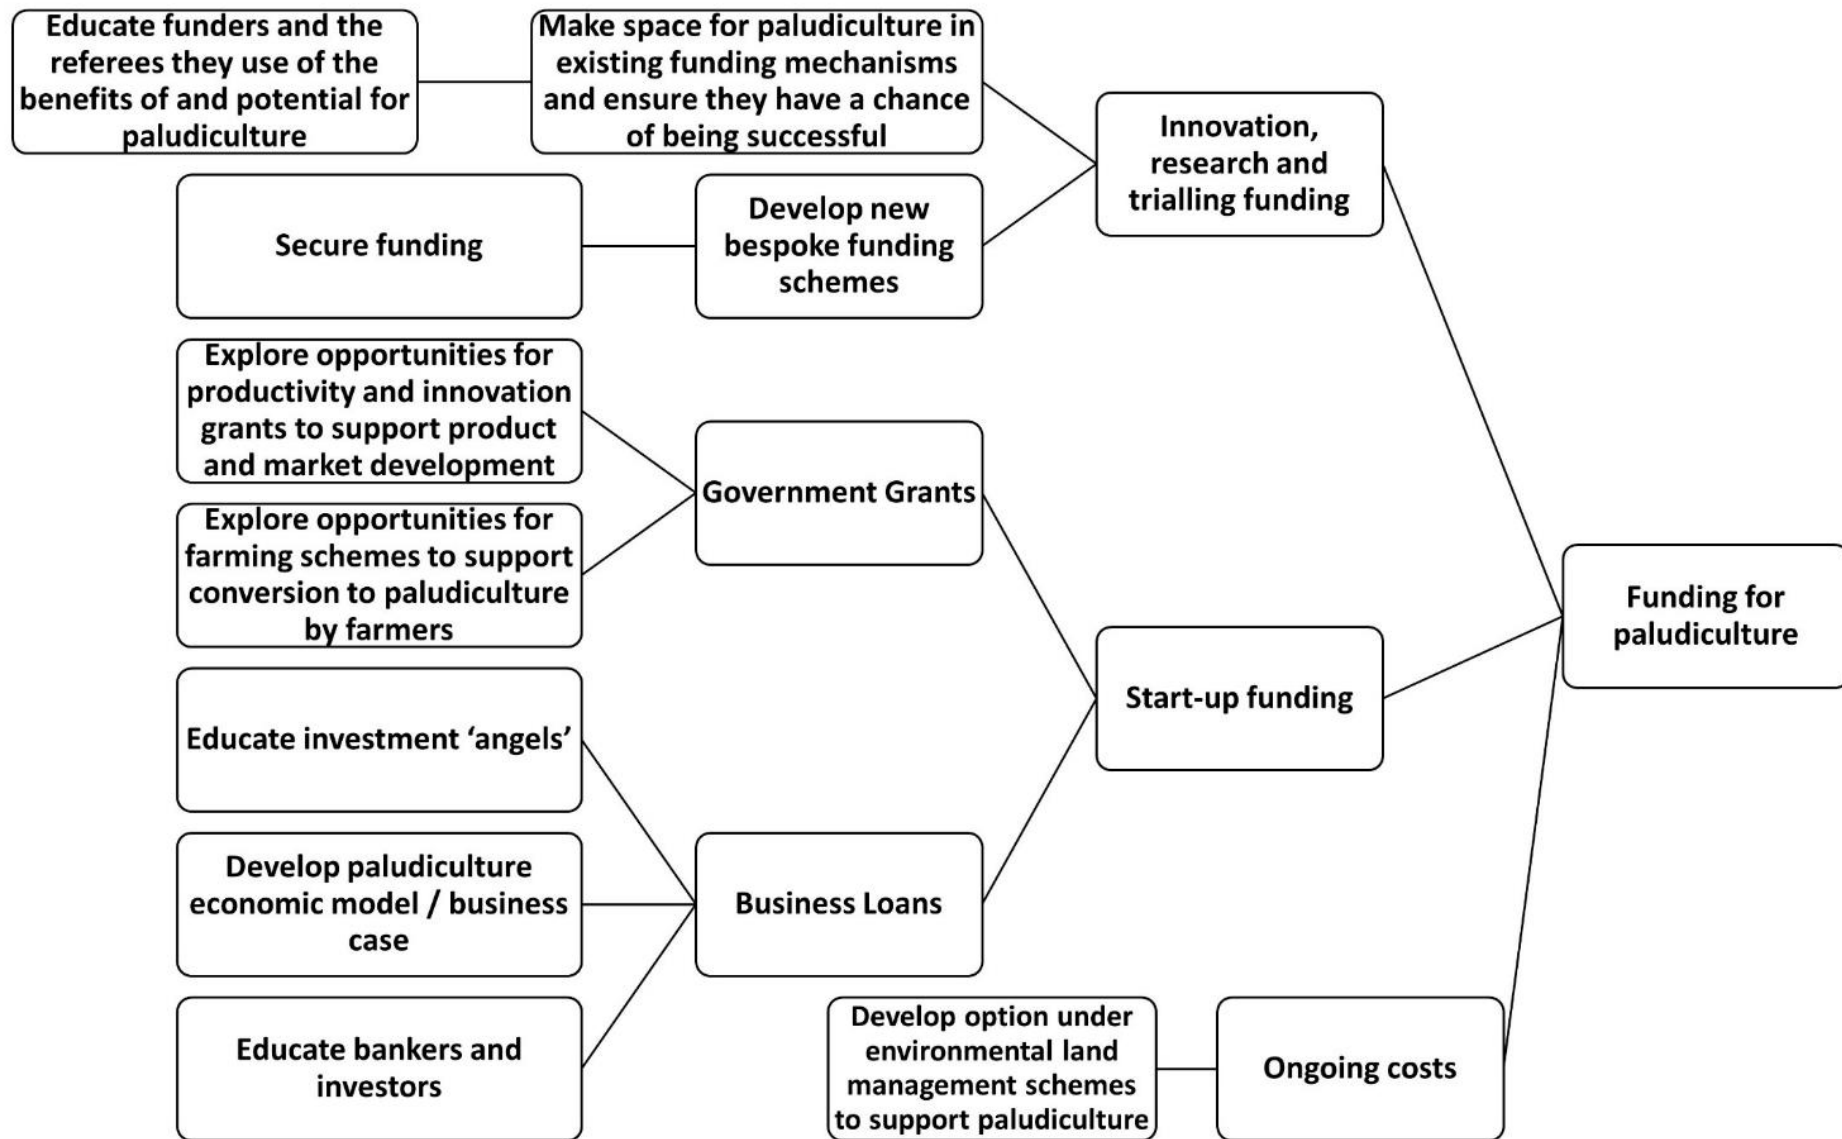 Educate funders and the
referees they use of the
benefits of and potential for
paludiculture
Make space for paludiculture in
existing funding mechanisms
and ensure they have a chance
of being successful
Innovation,
research and
trialling funding
Secure funding
Develop new
bespoke funding
schemes
Explore opportunities for
productivity and innovation
grants to support product
and market development
Government Grants
Explore opportunities for
farming schemes to support
conversion to paludiculture
by farmers
Funding for
paludiculture
Start-up funding
Educate investment ‘angels’
Develop paludiculture
economic model / business
case
Business Loans
Educate bankers and
investors
Develop option under
environmental land
management schemes
to support paludiculture
Ongoing costs